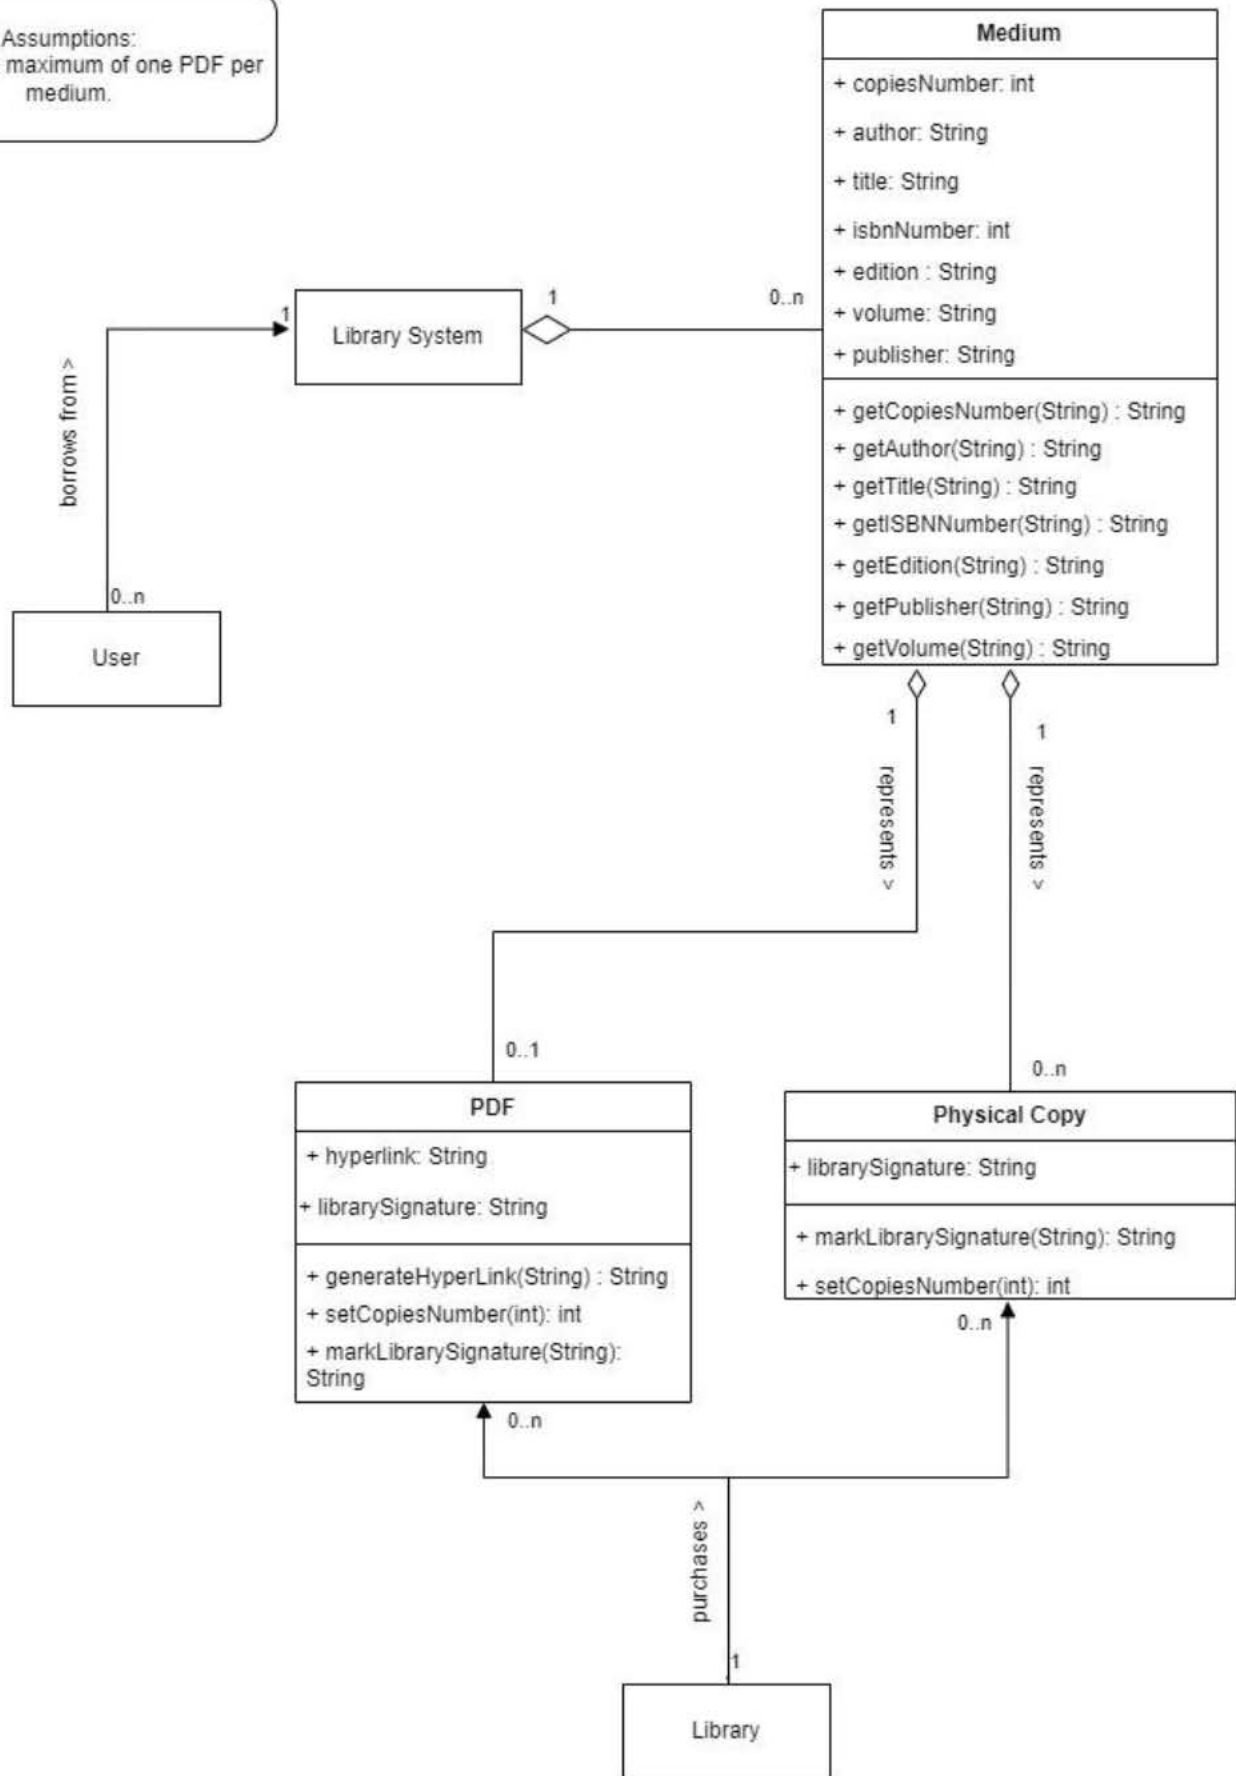 Assumptions:
maximum of one PDF per
medium.
Medium
+ copiesNumber: int
+ author: String
+ title: String
+ isbnNumber: int
+ edition : String
+ volume: String
+ publisher: String
+ getCopiesNumber(String) : String
+ getAuthor(String) : String
+ getTitle(String) : String
+ getISBNNumber(String) : String
+ getEdition(String) : String
+ getPublisher(String) : String
+ getVolume(String) : String
1
Library System
1
0..n
borrows from >
0..n
User
1
represents >
1
represents >
0..1
0..n
PDF
+ hyperlink: String
+ librarySignature: String
+ generateHyperLink(String) : String
+ setCopiesNumber(int): int
+ markLibrarySignature(String):
String
Physical Copy
+ librarySignature: String
+ markLibrarySignature(String): String
+ setCopiesNumber(int): int
0..n
0..n
purchases >
1
Library